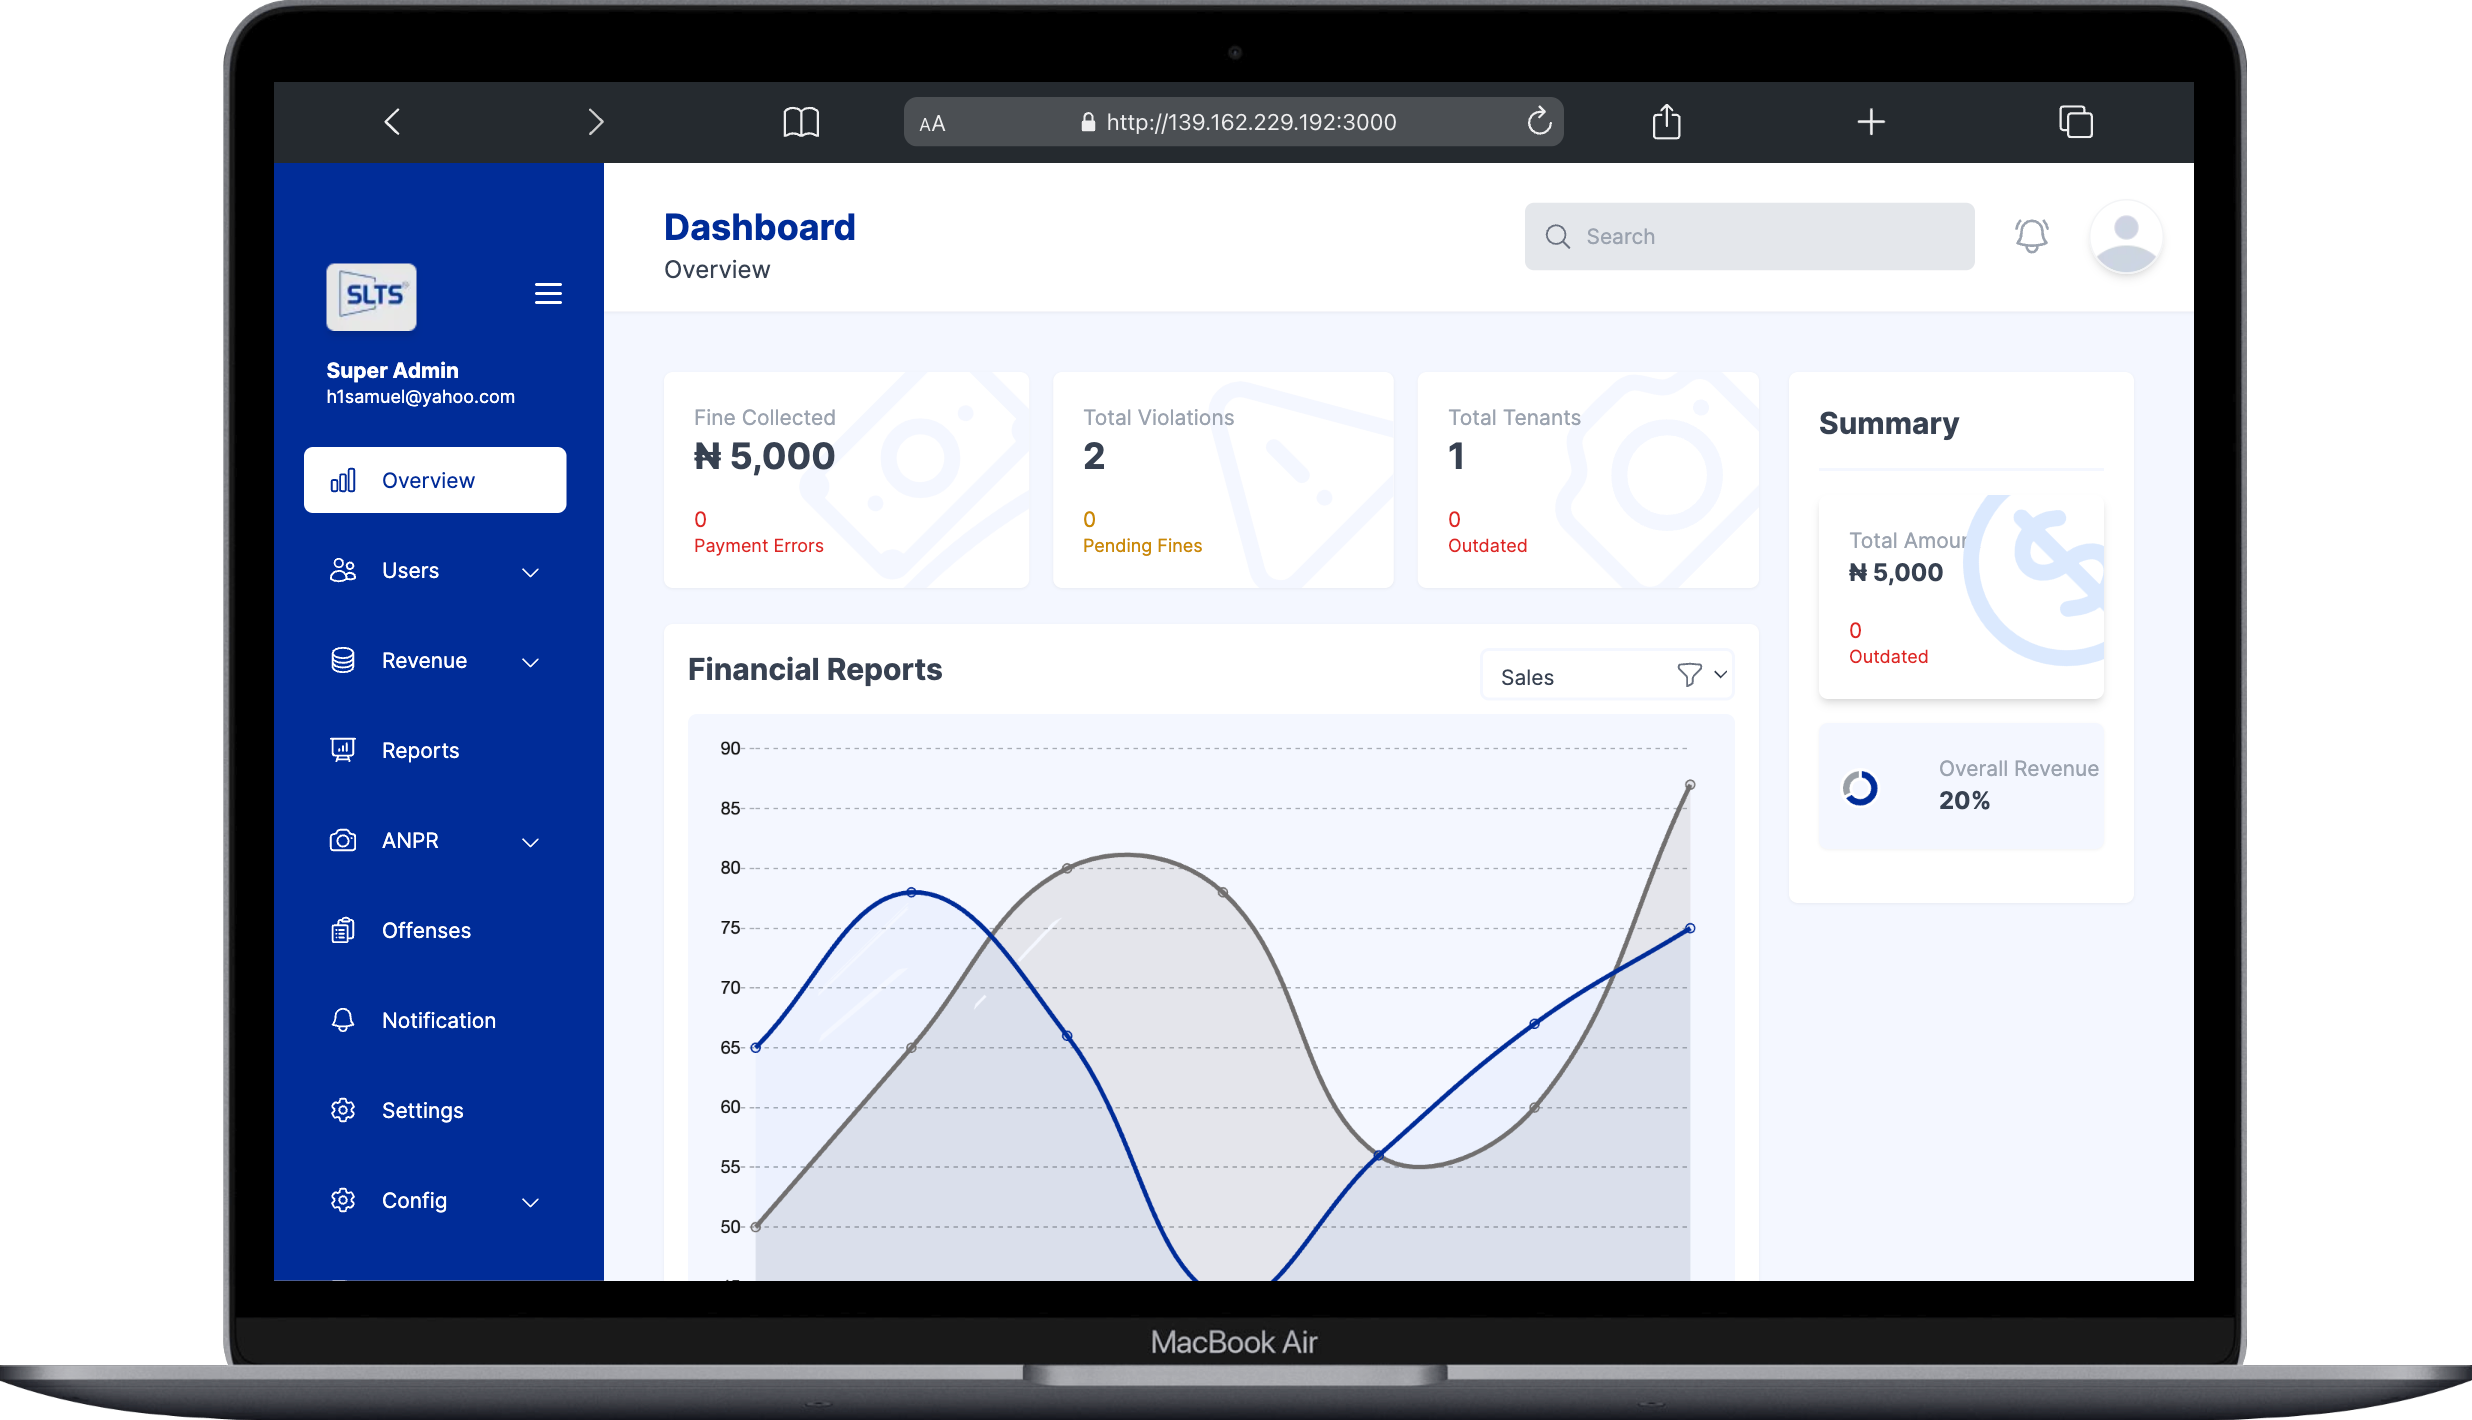 AA
http://139.162.229.192:3000
SLTS®
Super Admin
h1samuel@yahoo.com
Overview
Users
Revenue
Reports
ANPR
Offenses
Notification
Settings
Config
Dashboard
Overview
Search
Fine Collected
₦ 5,000
0
Payment Errors
Total Violations
2
0
Pending Fines
Total Tenants
1
0
Outdated
Summary
Total Amoun
₦ 5,000
0
Outdated
Overall Revenue
20%
Financial Reports
Sales
90
85
80
75
70
65
60
55
50
MacBook Air